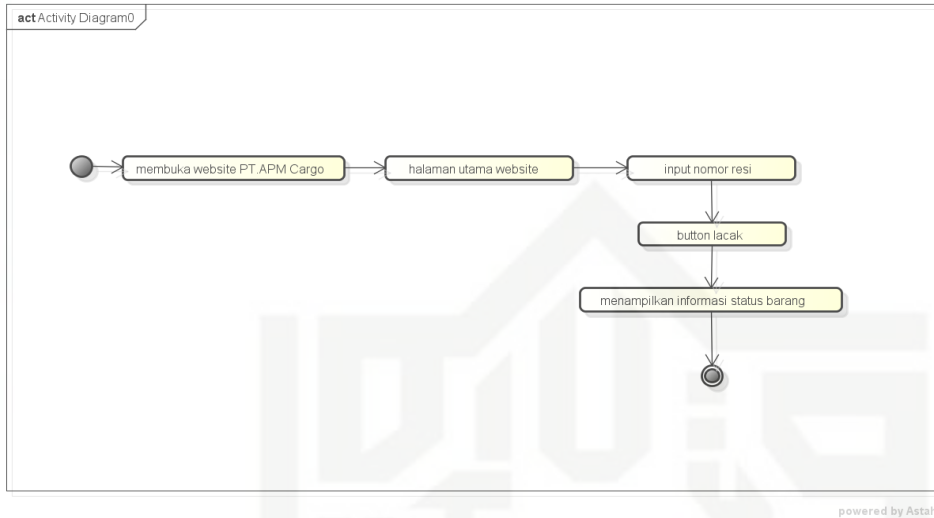 act Activity Diagram0
membuka website PT.APM Cargo
halaman utama website
input nomor resi
button lacak
menampilkan informasi status barang
powered by Astah